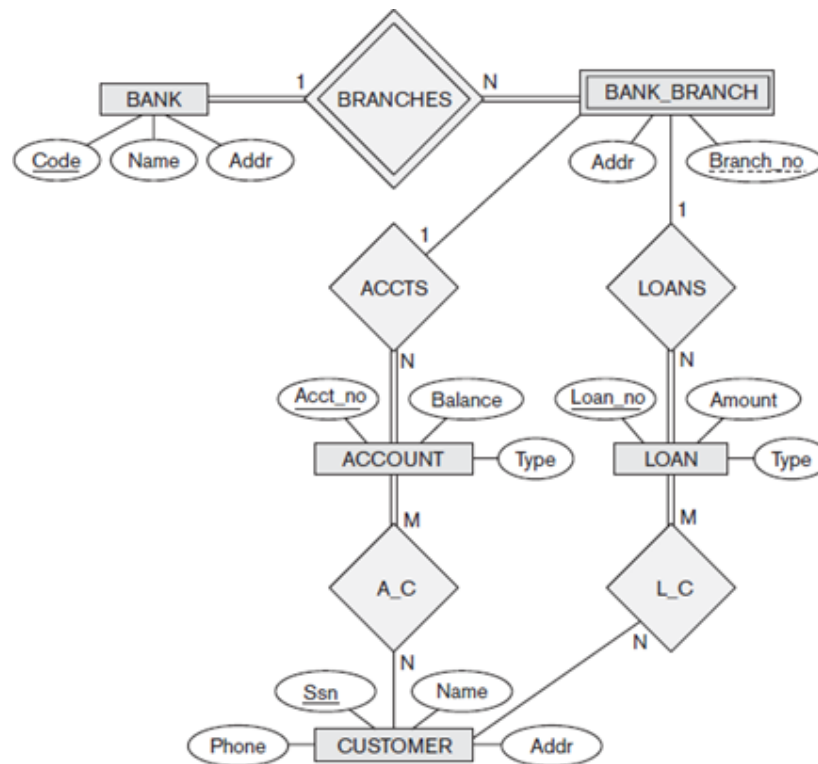 1
N
BANK
BRANCHES
BANK_BRANCH
Code
Name
Addr
Addr
Branch_no
1
1
ACCTS
LOANS
N
N
Acct_no
Balance
Loan_no
Amount
ACCOUNT
Type
LOAN
Type
M
M
A_C
L_C
N
N
Ssn
Name
Phone
CUSTOMER
Addr